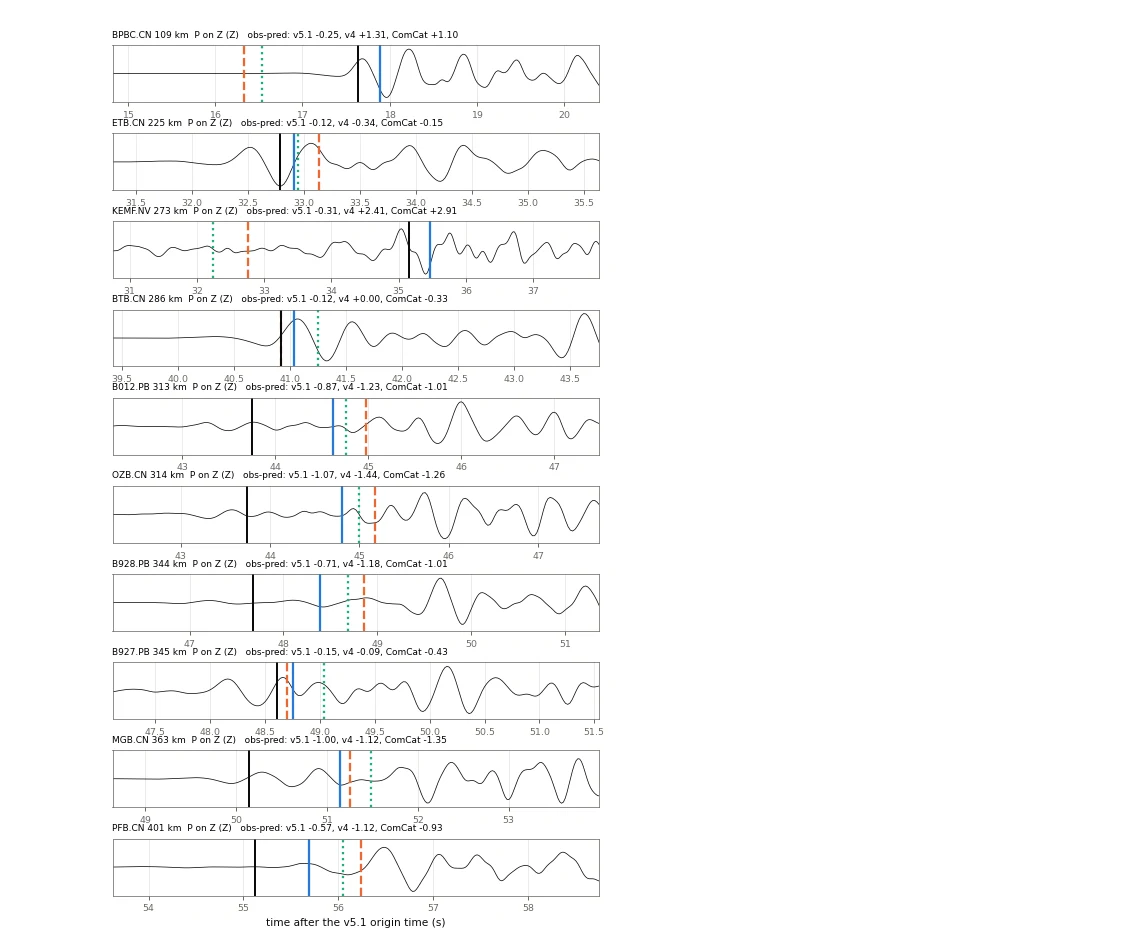 BPBC.CN 109 km  P on Z (Z)   obs-pred: v5.1 -0.25, v4 +1.31, ComCat +1.10
15 16 17 18 19 20
ETB.CN 225 km  P on Z (Z)   obs-pred: v5.1 -0.12, v4 -0.34, ComCat -0.15
31.5 32.0 32.5 33.0 33.5 34.0 34.5 35.0 35.5
KEMF.NV 273 km  P on Z (Z)   obs-pred: v5.1 -0.31, v4 +2.41, ComCat +2.91
31 32 33 34 35 36 37
BTB.CN 286 km  P on Z (Z)   obs-pred: v5.1 -0.12, v4 +0.00, ComCat -0.33
39.5 40.0 40.5 41.0 41.5 42.0 42.5 43.0 43.5
B012.PB 313 km  P on Z (Z)   obs-pred: v5.1 -0.87, v4 -1.23, ComCat -1.01
43 44 45 46 47
OZB.CN 314 km  P on Z (Z)   obs-pred: v5.1 -1.07, v4 -1.44, ComCat -1.26
43 44 45 46 47
B928.PB 344 km  P on Z (Z)   obs-pred: v5.1 -0.71, v4 -1.18, ComCat -1.01
47 48 49 50 51
B927.PB 345 km  P on Z (Z)   obs-pred: v5.1 -0.15, v4 -0.09, ComCat -0.43
47.5 48.0 48.5 49.0 49.5 50.0 50.5 51.0 51.5
MGB.CN 363 km  P on Z (Z)   obs-pred: v5.1 -1.00, v4 -1.12, ComCat -1.35
49 50 51 52 53
PFB.CN 401 km  P on Z (Z)   obs-pred: v5.1 -0.57, v4 -1.12, ComCat -0.93
54 55 56 57 58
time after the v5.1 origin time (s)